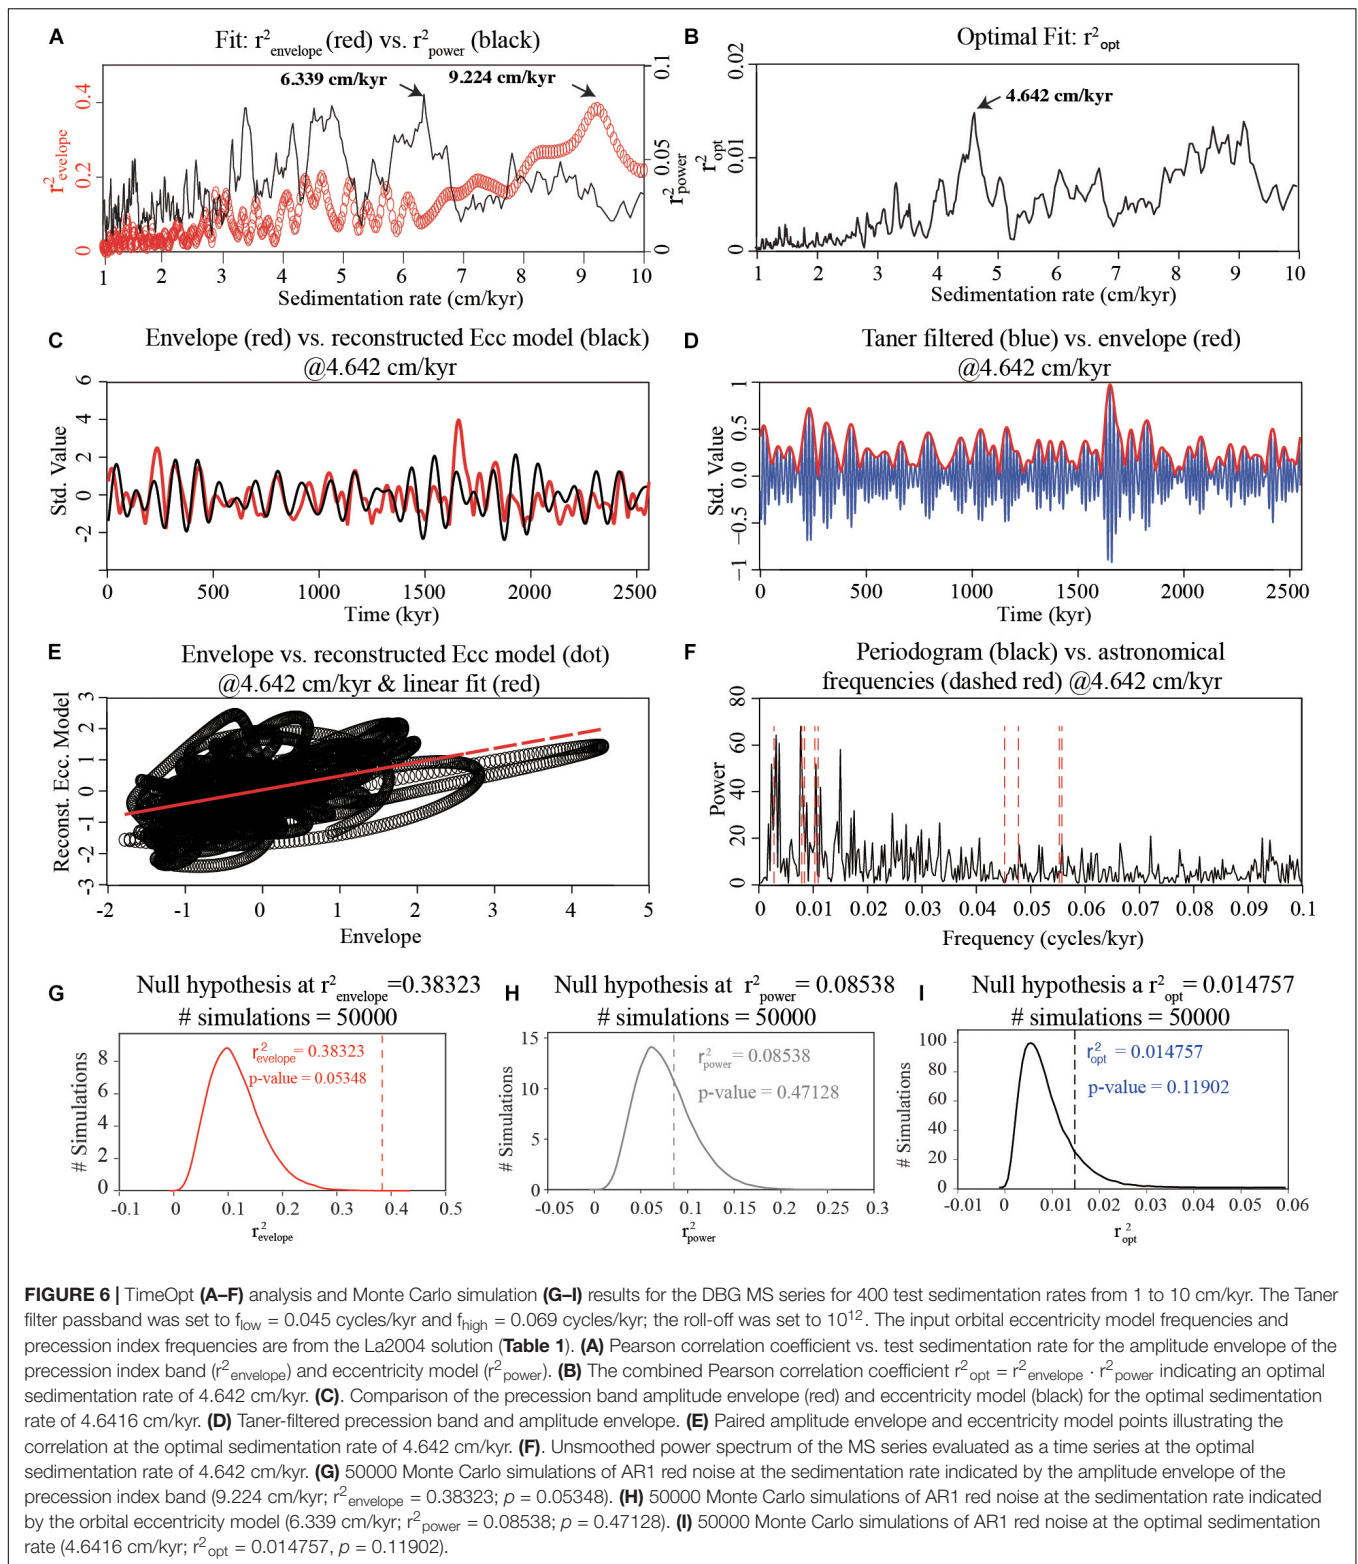 A
Fit: r²envelope (red) vs. r²power (black)
6.339 cm/kyr
9.224 cm/kyr
r²evelope
0 0.2 0.4
r²power
0 0.05 0.1
1 2 3 4 5 6 7 8 9 10
Sedimentation rate (cm/kyr)
B
Optimal Fit: r²opt
4.642 cm/kyr
r²opt
0 0.01 0.02
1 2 3 4 5 6 7 8 9 10
Sedimentation rate (cm/kyr)
C
Envelope (red) vs. reconstructed Ecc model (black)
@4.642 cm/kyr
Std. Value
6 4 2 0 -2
0 500 1000 1500 2000 2500
Time (kyr)
D
Taner filtered (blue) vs. envelope (red)
@4.642 cm/kyr
Std. Value
1 0.5 0.0 −0.5 −1
0 500 1000 1500 2000 2500
Time (kyr)
E
Envelope vs. reconstructed Ecc model (dot)
@4.642 cm/kyr & linear fit (red)
Reconst. Ecc. Model
3 2 1 0 -1 -2 -3
-2 -1 0 1 2 3 4 5
Envelope
F
Periodogram (black) vs. astronomical
frequencies (dashed red) @4.642 cm/kyr
Power
80 60 40 20 0
0 0.01 0.02 0.03 0.04 0.05 0.06 0.07 0.08 0.09 0.1
Frequency (cycles/kyr)
G
Null hypothesis at r²envelope=0.38323
# simulations = 50000
r²evelope = 0.38323
p-value = 0.05348
# Simulations
8 6 4 2 0
-0.1 0 0.1 0.2 0.3 0.4 0.5
r²evelope
H
Null hypothesis at r²power= 0.08538
# simulations = 50000
r²power = 0.08538
p-value = 0.47128
# Simulations
15 10 5 0
-0.05 0 0.05 0.1 0.15 0.2 0.25 0.3
r²power
I
Null hypothesis a r²opt= 0.014757
# simulations = 50000
r²opt = 0.014757
p-value = 0.11902
# Simulations
100 80 60 40 20 0
-0.01 0 0.01 0.02 0.03 0.04 0.05 0.06
r²opt
FIGURE 6 | TimeOpt (A–F) analysis and Monte Carlo simulation (G–I) results for the DBG MS series for 400 test sedimentation rates from 1 to 10 cm/kyr. The Taner
filter passband was set to flow = 0.045 cycles/kyr and fhigh = 0.069 cycles/kyr; the roll-off was set to 10¹². The input orbital eccentricity model frequencies and
precession index frequencies are from the La2004 solution (Table 1). (A) Pearson correlation coefficient vs. test sedimentation rate for the amplitude envelope of the
precession index band (r²envelope) and eccentricity model (r²power). (B) The combined Pearson correlation coefficient r²opt = r²envelope · r²power indicating an optimal
sedimentation rate of 4.642 cm/kyr. (C). Comparison of the precession band amplitude envelope (red) and eccentricity model (black) for the optimal sedimentation
rate of 4.6416 cm/kyr. (D) Taner-filtered precession band and amplitude envelope. (E) Paired amplitude envelope and eccentricity model points illustrating the
correlation at the optimal sedimentation rate of 4.642 cm/kyr. (F). Unsmoothed power spectrum of the MS series evaluated as a time series at the optimal
sedimentation rate of 4.642 cm/kyr. (G) 50000 Monte Carlo simulations of AR1 red noise at the sedimentation rate indicated by the amplitude envelope of the
precession index band (9.224 cm/kyr; r²envelope = 0.38323; p = 0.05348). (H) 50000 Monte Carlo simulations of AR1 red noise at the sedimentation rate indicated
by the orbital eccentricity model (6.339 cm/kyr; r²power = 0.08538; p = 0.47128). (I) 50000 Monte Carlo simulations of AR1 red noise at the optimal sedimentation
rate (4.6416 cm/kyr; r²opt = 0.014757, p = 0.11902).